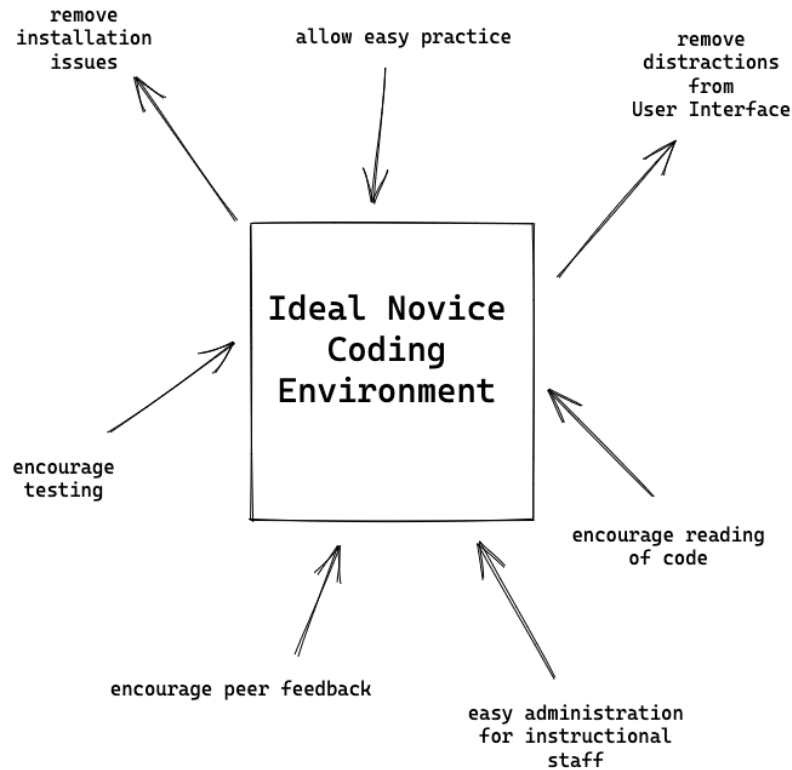 remove
installation
issues
allow easy practice
remove
distractions
from
User Interface
Ideal Novice
Coding
Environment
encourage
testing
encourage reading
of code
encourage peer feedback
easy administration
for instructional
staff